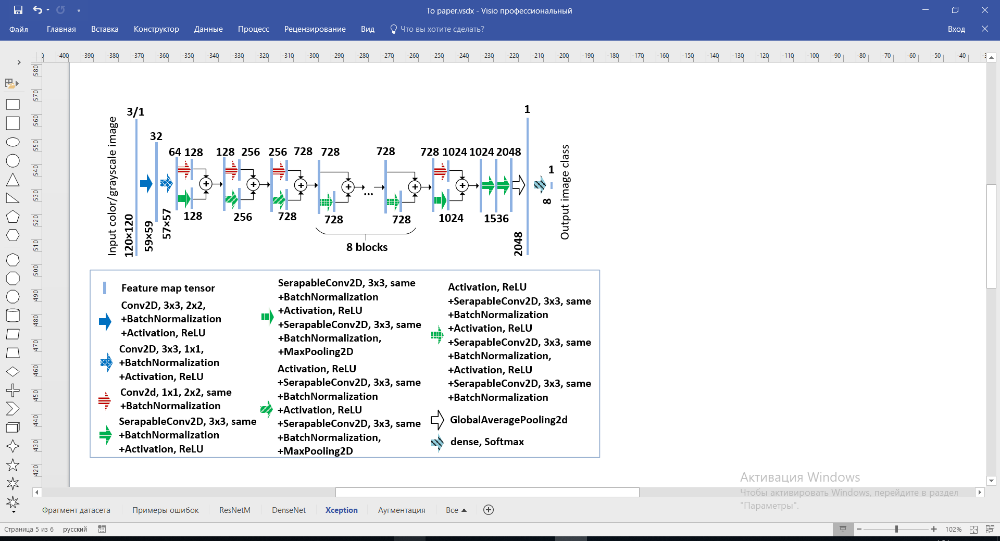 To paper.vsdx - Visio профессиональный
Файл Главная Вставка Конструктор Данные Процесс Рецензирование Вид Что вы хотите сделать? Вход
-400 -390 -380 -370 -360 -350 -340 -330 -320 -310 -300 -290 -280 -270 -260 -250 -240 -230 -220 -210 -200 -190 -180 -170 -160 -150 -140 -130 -120 -110 -100 -90 -80 -70 -60 -50 -40
580
570
560
550
540
530
520
510
500
490
480
470
460
450
440
430
420
Input color/grayscale image
3/1
120×120
32
59×59
57×57
64 128 128 256 256 728 728 728 728 1024 1024 2048
1
+ + + + ... + +
128 256 728 728 728 1024 1536
8 blocks
2048
1
8
Output image class
Feature map tensor
Conv2D, 3x3, 2x2,
+BatchNormalization
+Activation, ReLU
Conv2D, 3x3, 1x1,
+BatchNormalization
+Activation, ReLU
Conv2d, 1x1, 2x2, same
+BatchNormalization
SerapableConv2D, 3x3, same
+BatchNormalization
+Activation, ReLU
SerapableConv2D, 3x3, same
+BatchNormalization
+Activation, ReLU
+SerapableConv2D, 3x3, same
+BatchNormalization,
+MaxPooling2D
Activation, ReLU
+SerapableConv2D, 3x3, same
+BatchNormalization
+Activation, ReLU
+SerapableConv2D, 3x3, same
+BatchNormalization,
+MaxPooling2D
Activation, ReLU
+SerapableConv2D, 3x3, same
+BatchNormalization
+Activation, ReLU
+SerapableConv2D, 3x3, same
+BatchNormalization,
+Activation, ReLU
+SerapableConv2D, 3x3, same
+BatchNormalization
GlobalAveragePooling2d
dense, Softmax
Активация Windows
Чтобы активировать Windows, перейдите в раздел
"Параметры".
Фрагмент датасета Примеры ошибок ResNetM DenseNet Xception Аугментация Все
Страница 5 из 6 русский 102%